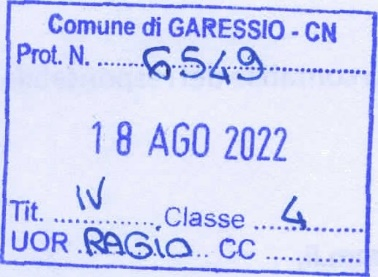 Comune di GARESSIO - CN
Prot. N. ......6549..............
18 AGO 2022
Tit. ...IV.......... Classe ....4........
UOR .RAGIO.. CC ...............